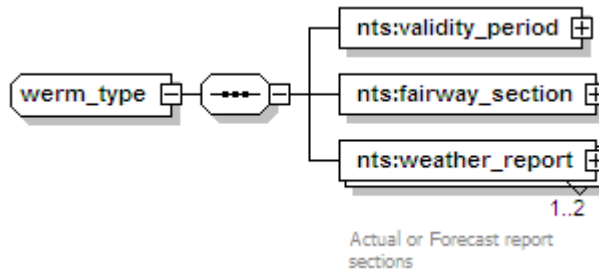 nts:validity_period
werm_type
nts:fairway_section
nts:weather_report
1..2
Actual or Forecast report
sections